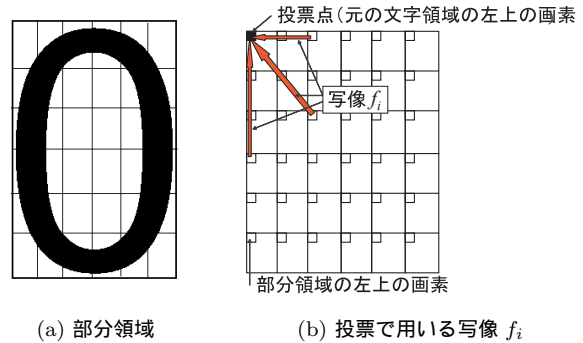 投票点(元の文字領域の左上の画素
写像fi
部分領域の左上の画素
(a) 部分領域
(b) 投票で用いる写像 fi